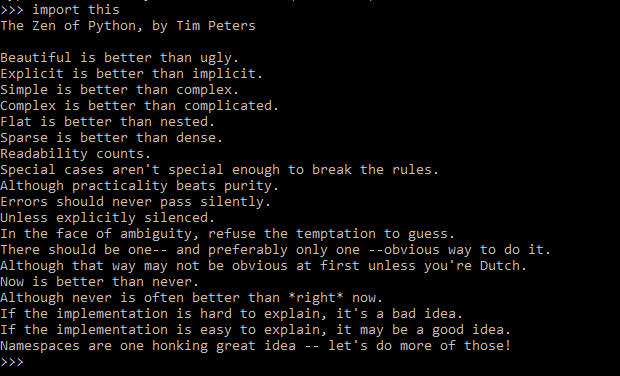 >>> import this
The Zen of Python, by Tim Peters

Beautiful is better than ugly.
Explicit is better than implicit.
Simple is better than complex.
Complex is better than complicated.
Flat is better than nested.
Sparse is better than dense.
Readability counts.
Special cases aren't special enough to break the rules.
Although practicality beats purity.
Errors should never pass silently.
Unless explicitly silenced.
In the face of ambiguity, refuse the temptation to guess.
There should be one-- and preferably only one --obvious way to do it.
Although that way may not be obvious at first unless you're Dutch.
Now is better than never.
Although never is often better than *right* now.
If the implementation is hard to explain, it's a bad idea.
If the implementation is easy to explain, it may be a good idea.
Namespaces are one honking great idea -- let's do more of those!
>>>